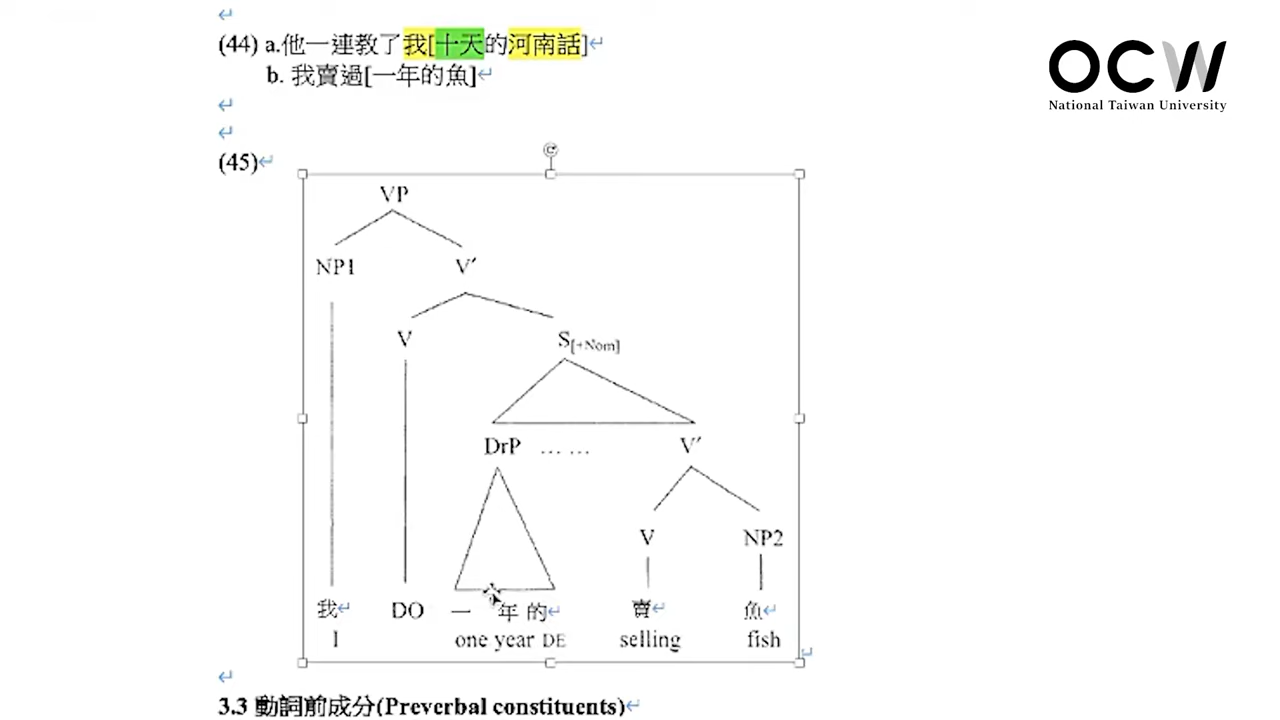 (44) a.他一連教了我[十天的河南話]
b. 我賣過[一年的魚]
OCW
National Taiwan University
(45)
VP
NP1 V′
V S[+Nom]
DrP … … V′
V NP2
我 DO 一 年 的 賣 魚
I one year DE selling fish
3.3 動詞前成分(Preverbal constituents)